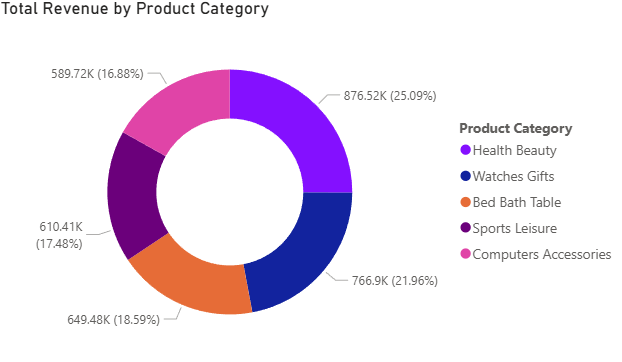 Total Revenue by Product Category
589.72K (16.88%)
876.52K (25.09%)
Product Category
Health Beauty
Watches Gifts
Bed Bath Table
Sports Leisure
Computers Accessories
610.41K
(17.48%)
766.9K (21.96%)
649.48K (18.59%)